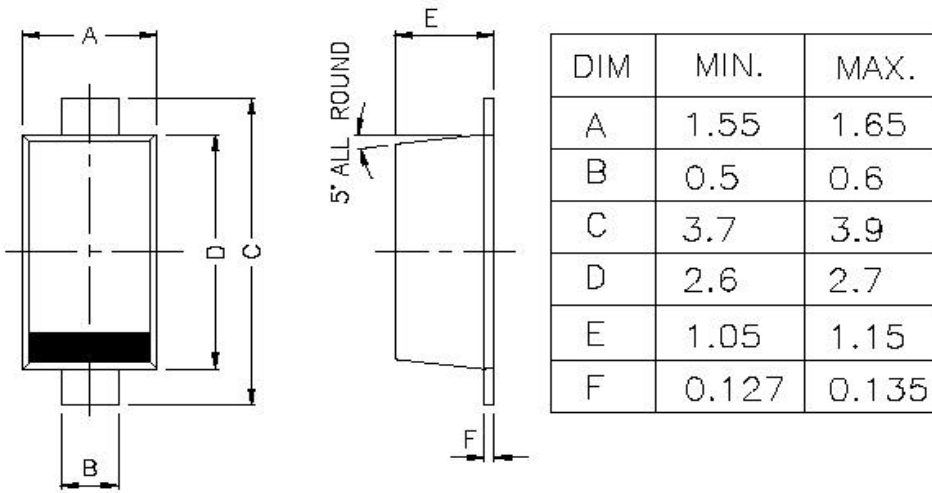 A
D
C
B
E
5° ALL ROUND
F
DIM MIN. MAX.
A 1.55 1.65
B 0.5 0.6
C 3.7 3.9
D 2.6 2.7
E 1.05 1.15
F 0.127 0.135